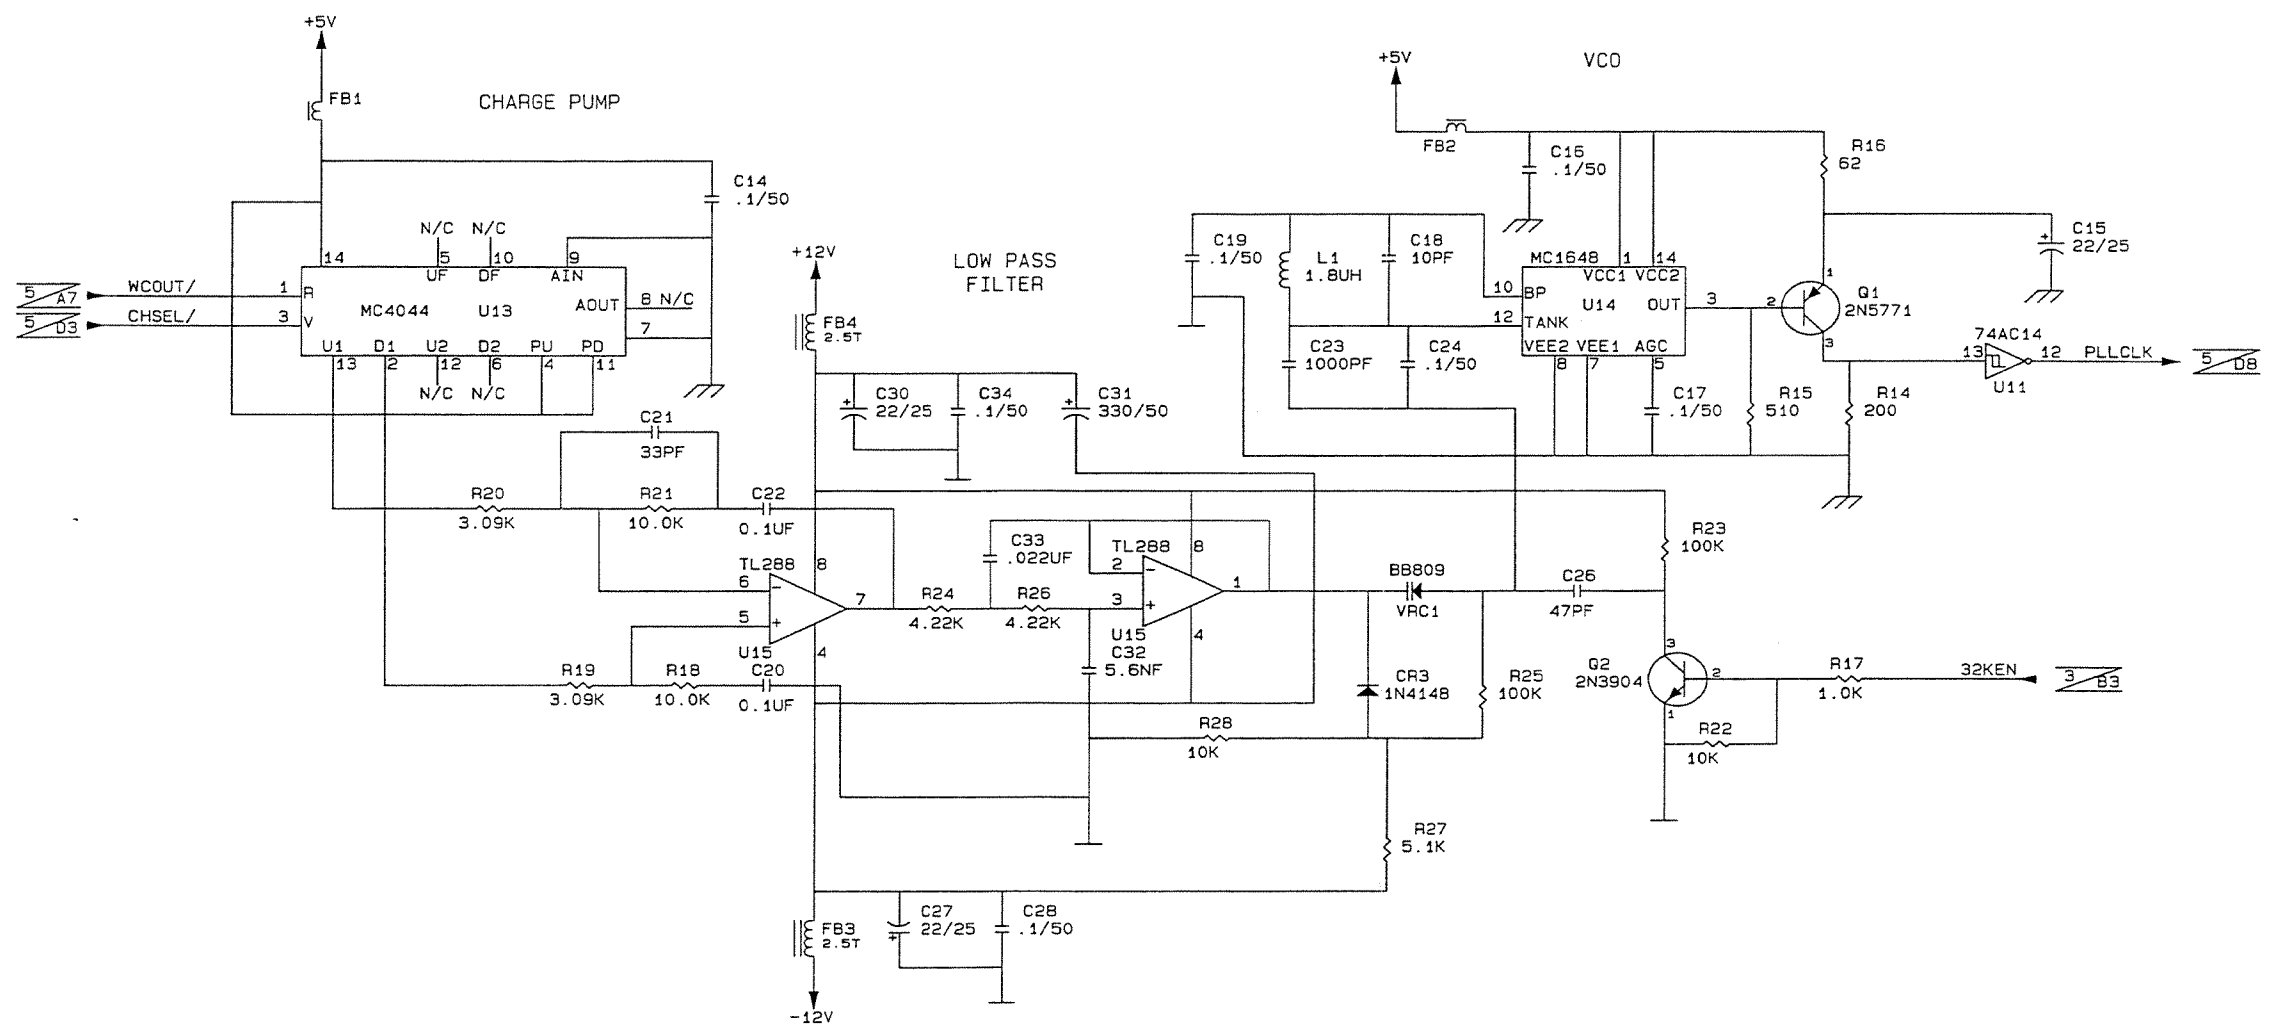 +5V
FB1
CHARGE PUMP
C14
.1/50
N/C N/C
14 5 10 9
UF DF AIN
5 A7
WCOUT/
1 R
MC4044 U13
AOUT 8 N/C
5 D3
CHSEL/
3 V
7
U1 D1 U2 D2 PU PD
13 2 12 6 4 11
N/C N/C
C21
33PF
R20
3.09K
R21
10.0K
C22
0.1UF
TL288
8
6 -
5 +
7
U15
4
R19
3.09K
R18
10.0K
C20
0.1UF
+12V
FB4
2.5T
LOW PASS
FILTER
C30
22/25
+
C34
.1/50
C31
330/50
+
C33
.022UF
R24
4.22K
R26
4.22K
TL288
8
2 -
3 +
1
U15
4
C32
5.6NF
R28
10K
BB809
VRC1
CR3
1N4148
R25
100K
R27
5.1K
FB3
2.5T
C27
22/25
+
C28
.1/50
-12V
VCO
+5V
FB2
C16
.1/50
R16
62
C15
22/25
+
C19
.1/50
L1
1.8UH
C18
10PF
MC1648
1 14
VCC1 VCC2
10 BP
U14
OUT 3
12 TANK
VEE2 VEE1 AGC
8 7 5
C23
1000PF
C24
.1/50
C17
.1/50
R15
510
1
2
3
Q1
2N5771
R14
200
74AC14
13 12
U11
PLLCLK
5 D8
R23
100K
C26
47PF
3
2
1
Q2
2N3904
R17
1.0K
32KEN
3 B3
R22
10K